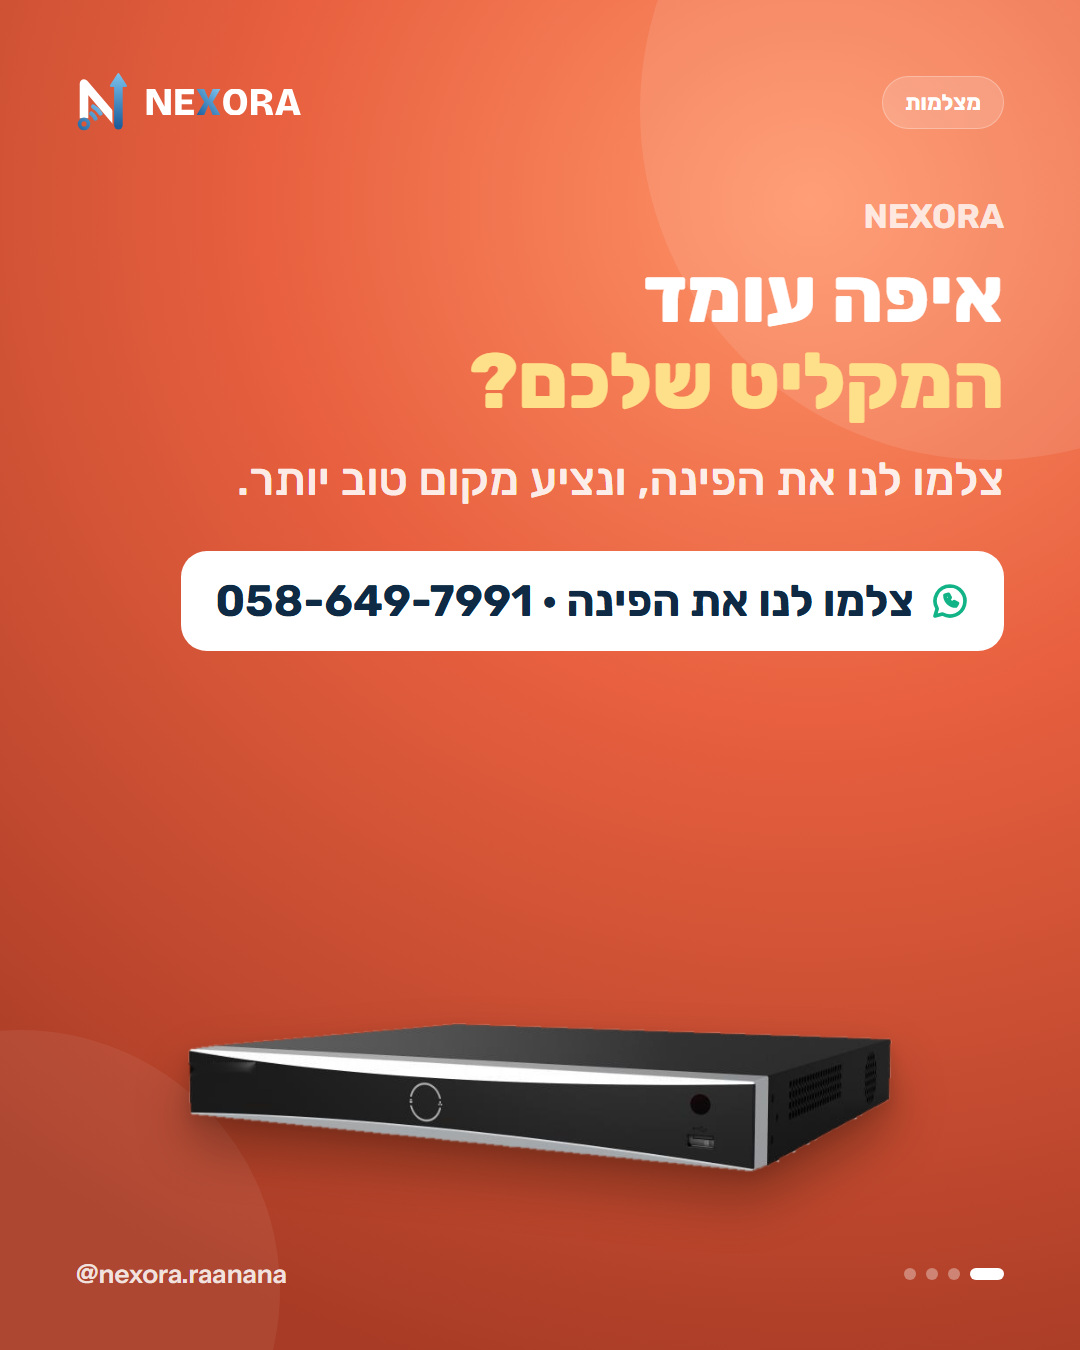 NEXORA
מצלמות
NEXORA
איפה עומד
המקליט שלכם?
צלמו לנו את הפינה, ונציע מקום טוב יותר.
צלמו לנו את הפינה • 058-649-7991
@nexora.raanana